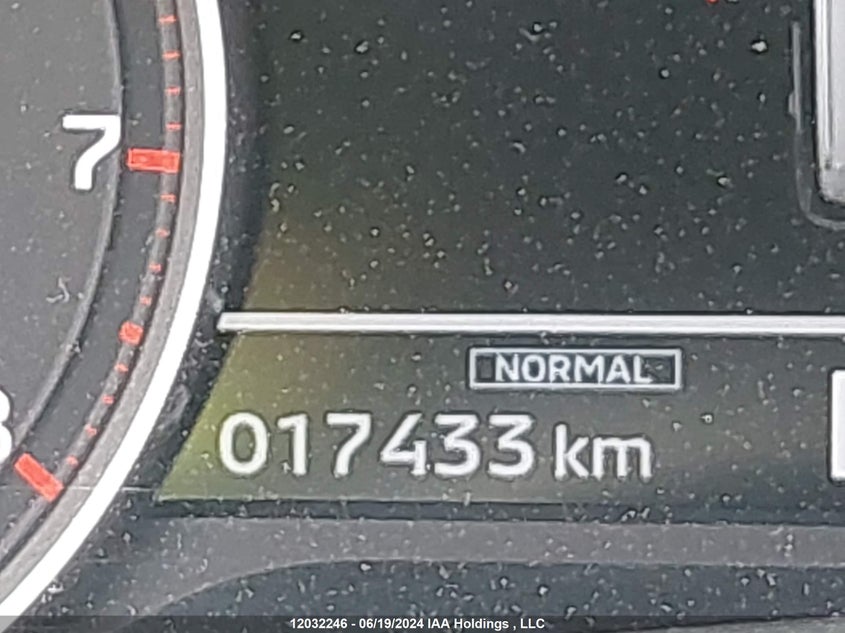 7
NORMAL
017433 km
12032246 - 06/19/2024 IAA Holdings , LLC